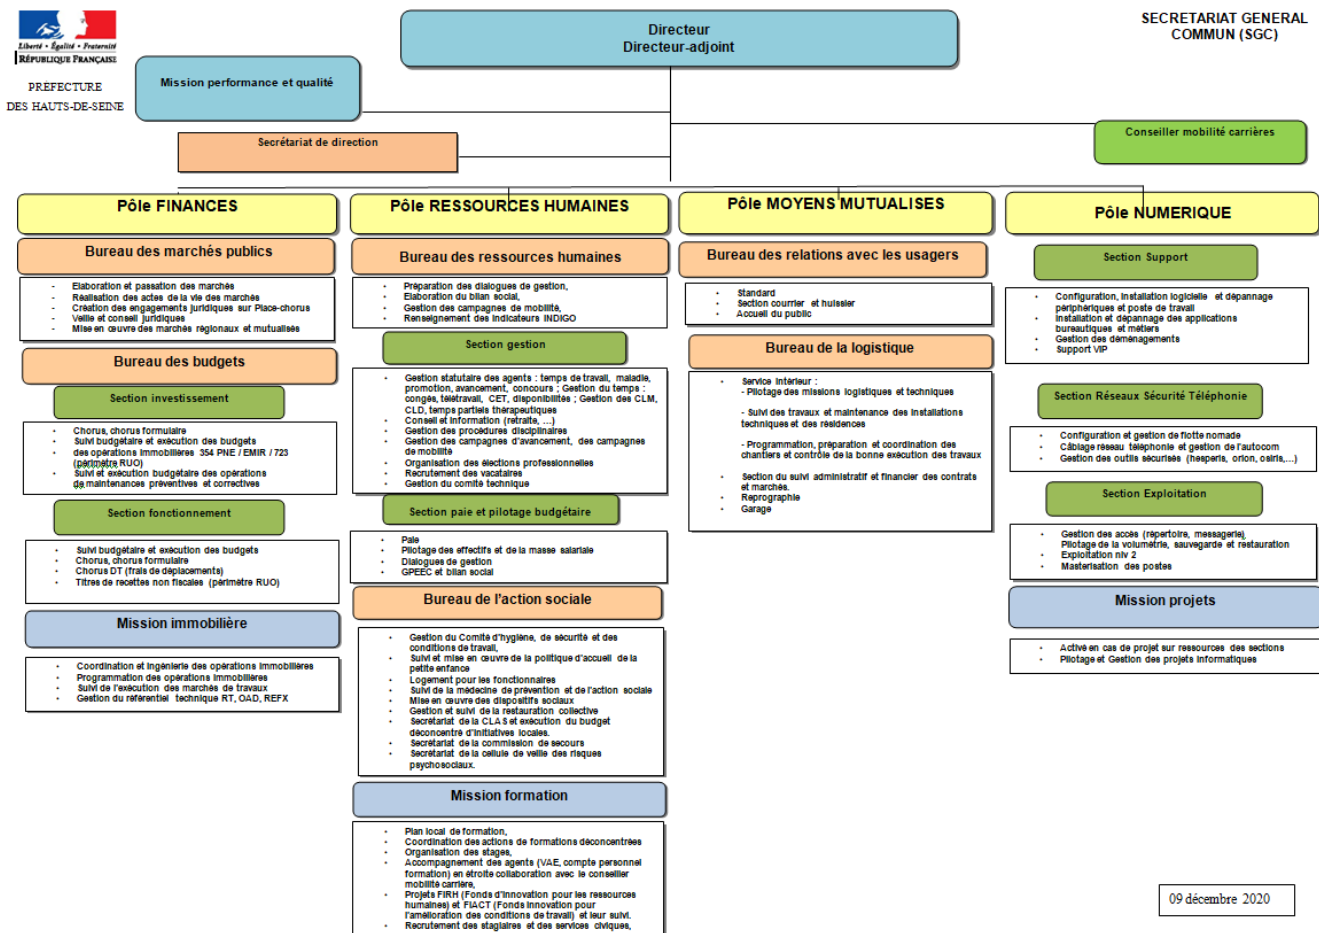 Liberté • Égalité • Fraternité
RÉPUBLIQUE FRANÇAISE
PRÉFECTURE
DES HAUTS-DE-SEINE
Directeur
Directeur-adjoint
SECRETARIAT GENERAL
COMMUN (SGC)
Mission performance et qualité
Secrétariat de direction
Conseiller mobilité carrières
Pôle FINANCES
Bureau des marchés publics
- Elaboration et passation des marchés
- Réalisation des actes de la vie des marchés
- Création des engagements juridiques sur Place-chorus
- Veille et conseil juridiques
- Mise en œuvre des marchés régionaux et mutualisés
Bureau des budgets
Section investissement
• Chorus, chorus formulaire
• Suivi budgétaire et exécution des budgets
• des opérations immobilières 354 PNE / EMIR / 723
(périmètre RUO)
• Suivi et exécution budgétaire des opérations
de maintenances préventives et correctives
Section fonctionnement
• Suivi budgétaire et exécution des budgets
• Chorus, chorus formulaire
• Chorus DT (frais de déplacements)
• Titres de recettes non fiscales (périmètre RUO)
Mission immobilière
• Coordination et ingénierie des opérations immobilières
• Programmation des opérations immobilières
• Suivi de l'exécution des marchés de travaux
• Gestion du référentiel technique RT, OAD, REFX
Pôle RESSOURCES HUMAINES
Bureau des ressources humaines
• Préparation des dialogues de gestion,
• Elaboration du bilan social,
• Gestion des campagnes de mobilité,
• Renseignement des indicateurs INDIGO
Section gestion
• Gestion statutaire des agents : temps de travail, maladie,
promotion, avancement, concours ; Gestion du temps :
congés, télétravail, CET, disponibilités ; Gestion des CLM,
CLD, temps partiels thérapeutiques
• Conseil et information (retraite, ...)
• Gestion des procédures disciplinaires
• Gestion des campagnes d'avancement, des campagnes
de mobilité
• Organisation des élections professionnelles
• Recrutement des vacataires
• Gestion du comité technique
Section paie et pilotage budgétaire
• Paie
• Pilotage des effectifs et de la masse salariale
• Dialogues de gestion
• GPEEC et bilan social
Bureau de l'action sociale
• Gestion du Comité d'hygiène, de sécurité et des
conditions de travail,
• Suivi et mise en œuvre de la politique d'accueil de la
petite enfance
• Logement pour les fonctionnaires
• Suivi de la médecine de prévention et de l'action sociale
• Mise en œuvre des dispositifs sociaux
• Gestion et suivi de la restauration collective
• Secrétariat de la CLAS et exécution du budget
déconcentré d'initiatives locales.
• Secrétariat de la commission de secours
• Secrétariat de la cellule de veille des risques
psychosociaux.
Mission formation
• Plan local de formation,
• Coordination des actions de formations déconcentrées
• Organisation des stages,
• Accompagnement des agents (VAE, compte personnel
formation) en étroite collaboration avec le conseiller
mobilité carrière,
• Projets FIRH (Fonds d'innovation pour les ressources
humaines) et FIACT (Fonds innovation pour
l'amélioration des conditions de travail) et leur suivi.
• Recrutement des stagiaires et des services civiques,
Pôle MOYENS MUTUALISES
Bureau des relations avec les usagers
• Standard
• Section courrier et huissier
• Accueil du public
Bureau de la logistique
• Service intérieur :
- Pilotage des missions logistiques et techniques
- Suivi des travaux et maintenance des installations
techniques et des résidences
- Programmation, préparation et coordination des
chantiers et contrôle de la bonne exécution des travaux
• Section du suivi administratif et financier des contrats
et marchés.
• Reprographie
• Garage
Pôle NUMERIQUE
Section Support
• Configuration, installation logicielle et dépannage
périphériques et poste de travail
• Installation et dépannage des applications
bureautiques et métiers
• Gestion des déménagements
• Support VIP
Section Réseaux Sécurité Téléphonie
• Configuration et gestion de flotte nomade
• Câblage réseau téléphonie et gestion de l'autocom
• Gestion des outils sécurisés (hesperis, orion, osiris,...)
Section Exploitation
• Gestion des accès (répertoire, messagerie)
Pilotage de la volumétrie, sauvegarde et restauration
• Exploitation niv 2
• Mastérisation des postes
Mission projets
• Activé en cas de projet sur ressources des sections
• Pilotage et Gestion des projets informatiques
09 décembre 2020